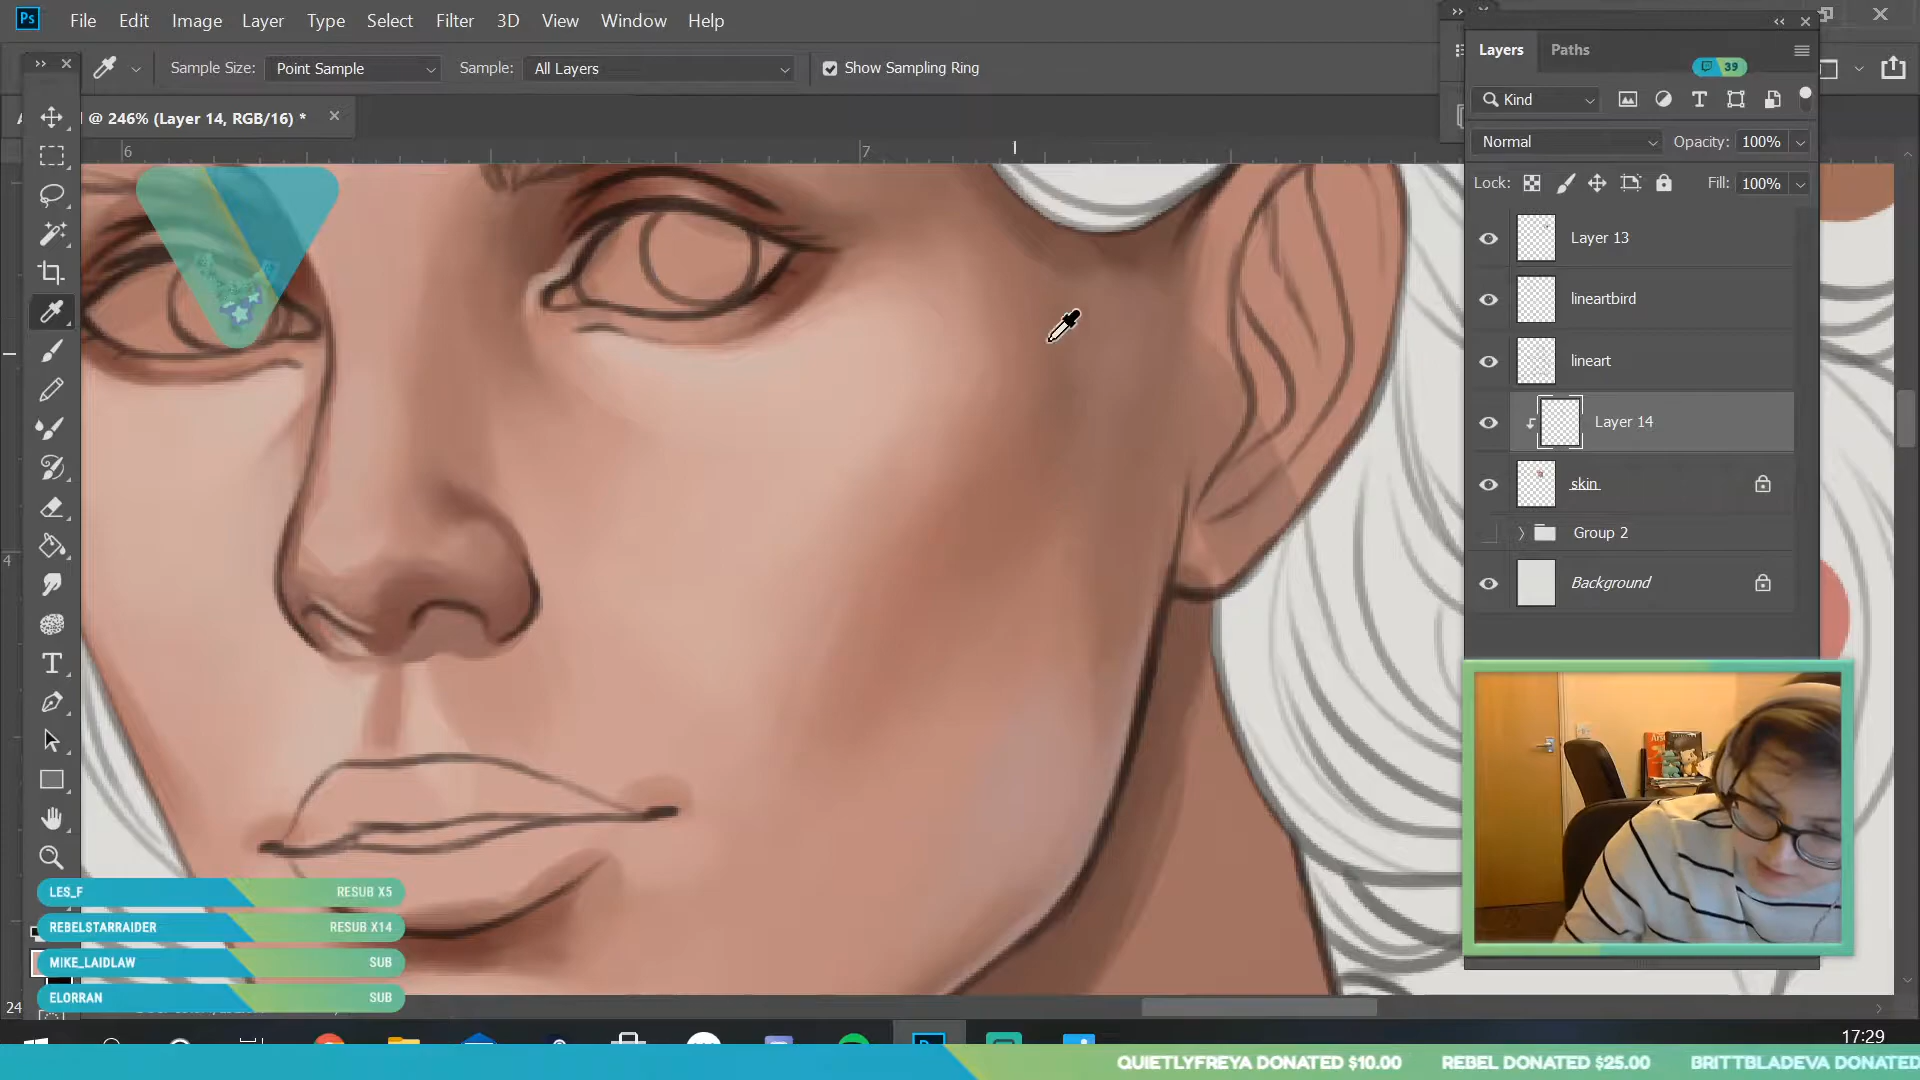 Ps File Edit Image Layer Type Select Filter 3D View Window Help
Sample Size: Point Sample Sample: All Layers Show Sampling Ring
@ 246% (Layer 14, RGB/16) *
6 7
4
Layers Paths
39
Kind
Normal Opacity: 100%
Lock: Fill: 100%
Layer 13
lineartbird
lineart
Layer 14
skin
Group 2
Background
LES_F RESUB X5
REBELSTARRAIDER RESUB X14
MIKE_LAIDLAW SUB
ELORRAN SUB
24
17:29
QUIETLYFREYA DONATED $10.00 REBEL DONATED $25.00 BRITTBLADEVA DONATED